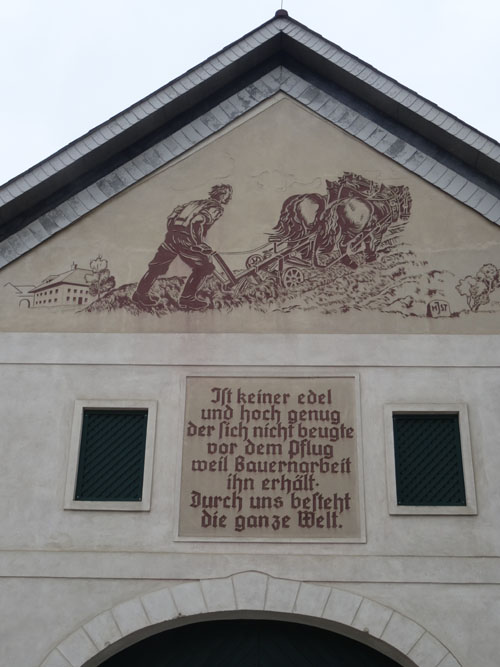 Ist keiner edel
und hoch genug
der sich nicht beugte
vor dem Pflug
weil Bauernarbeit
ihn erhält.
Durch uns besteht
die ganze Welt.